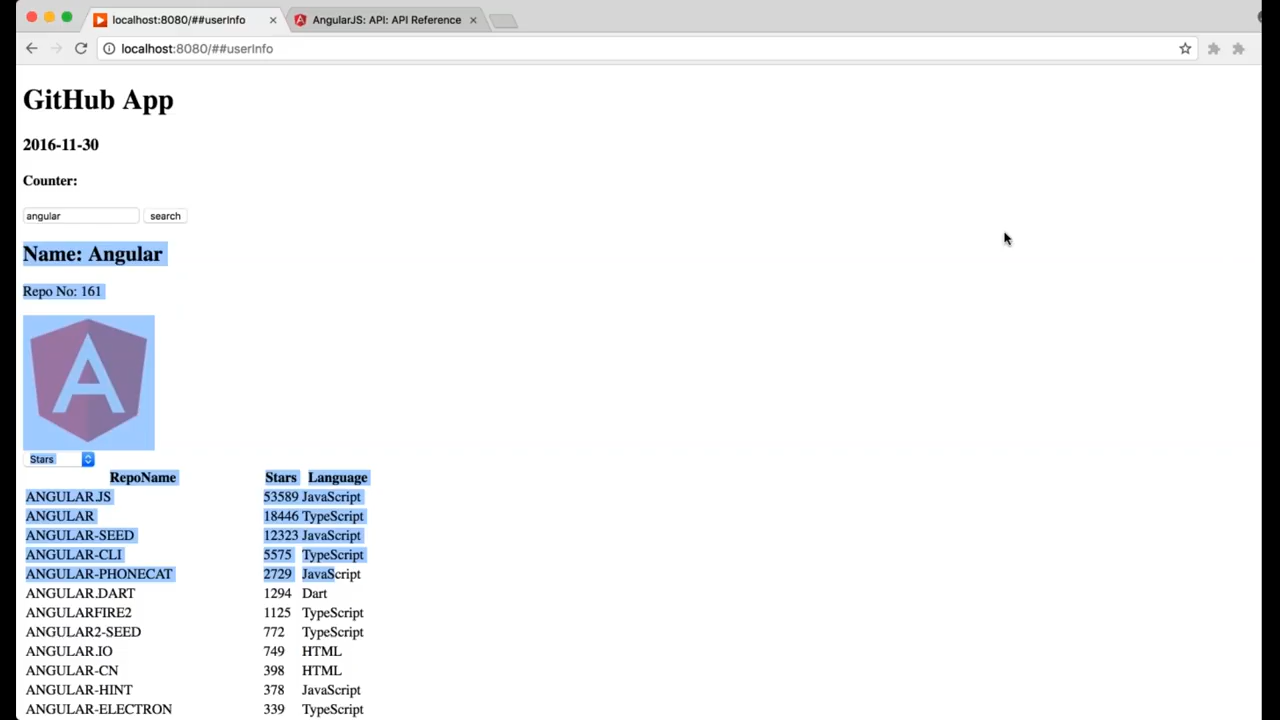 localhost:8080/##userInfo
AngularJS: API: API Reference
localhost:8080/##userInfo
GitHub App
2016-11-30
Counter:
angular search
Name: Angular
Repo No: 161
A
Stars
RepoName Stars Language
ANGULAR.JS 53589 JavaScript
ANGULAR 18446 TypeScript
ANGULAR-SEED 12323 JavaScript
ANGULAR-CLI 5575 TypeScript
ANGULAR-PHONECAT 2729 JavaScript
ANGULAR.DART 1294 Dart
ANGULARFIRE2 1125 TypeScript
ANGULAR2-SEED 772 TypeScript
ANGULAR.IO 749 HTML
ANGULAR-CN 398 HTML
ANGULAR-HINT 378 JavaScript
ANGULAR-ELECTRON 339 TypeScript